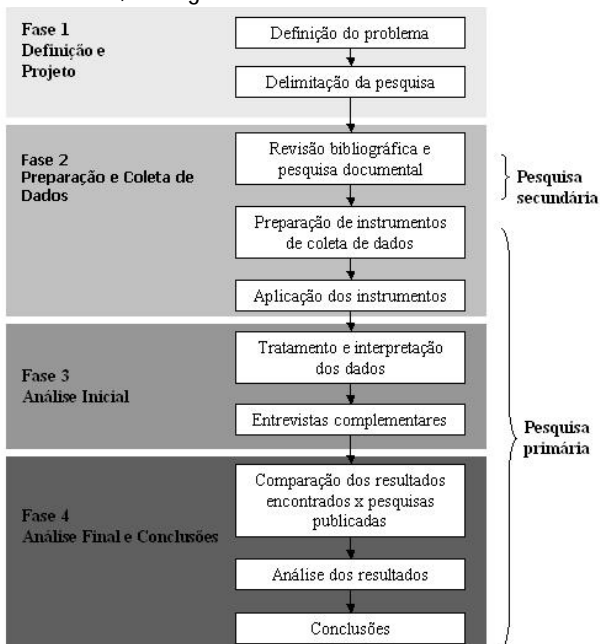 Fase 1
Definição e
Projeto
Definição do problema
Delimitação da pesquisa
Fase 2
Preparação e Coleta de
Dados
Revisão bibliográfica e
pesquisa documental
Pesquisa
secundária
Preparação de instrumentos
de coleta de dados
Aplicação dos instrumentos
Fase 3
Análise Inicial
Tratamento e interpretação
dos dados
Entrevistas complementares
Pesquisa
primária
Fase 4
Análise Final e Conclusões
Comparação dos resultados
encontrados x pesquisas
publicadas
Análise dos resultados
Conclusões